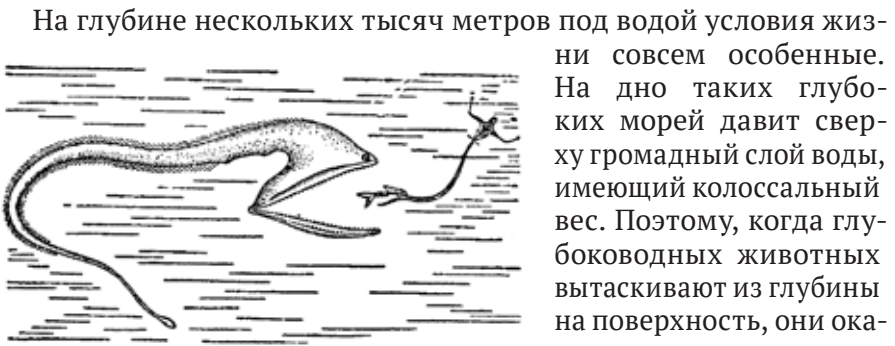 На глубине нескольких тысяч метров под водой условия жиз-
ни совсем особенные.
На дно таких глубо-
ких морей давит свер-
ху громадный слой воды,
имеющий колоссальный
вес. Поэтому, когда глу-
боководных животных
вытаскивают из глубины
на поверхность, они ока-